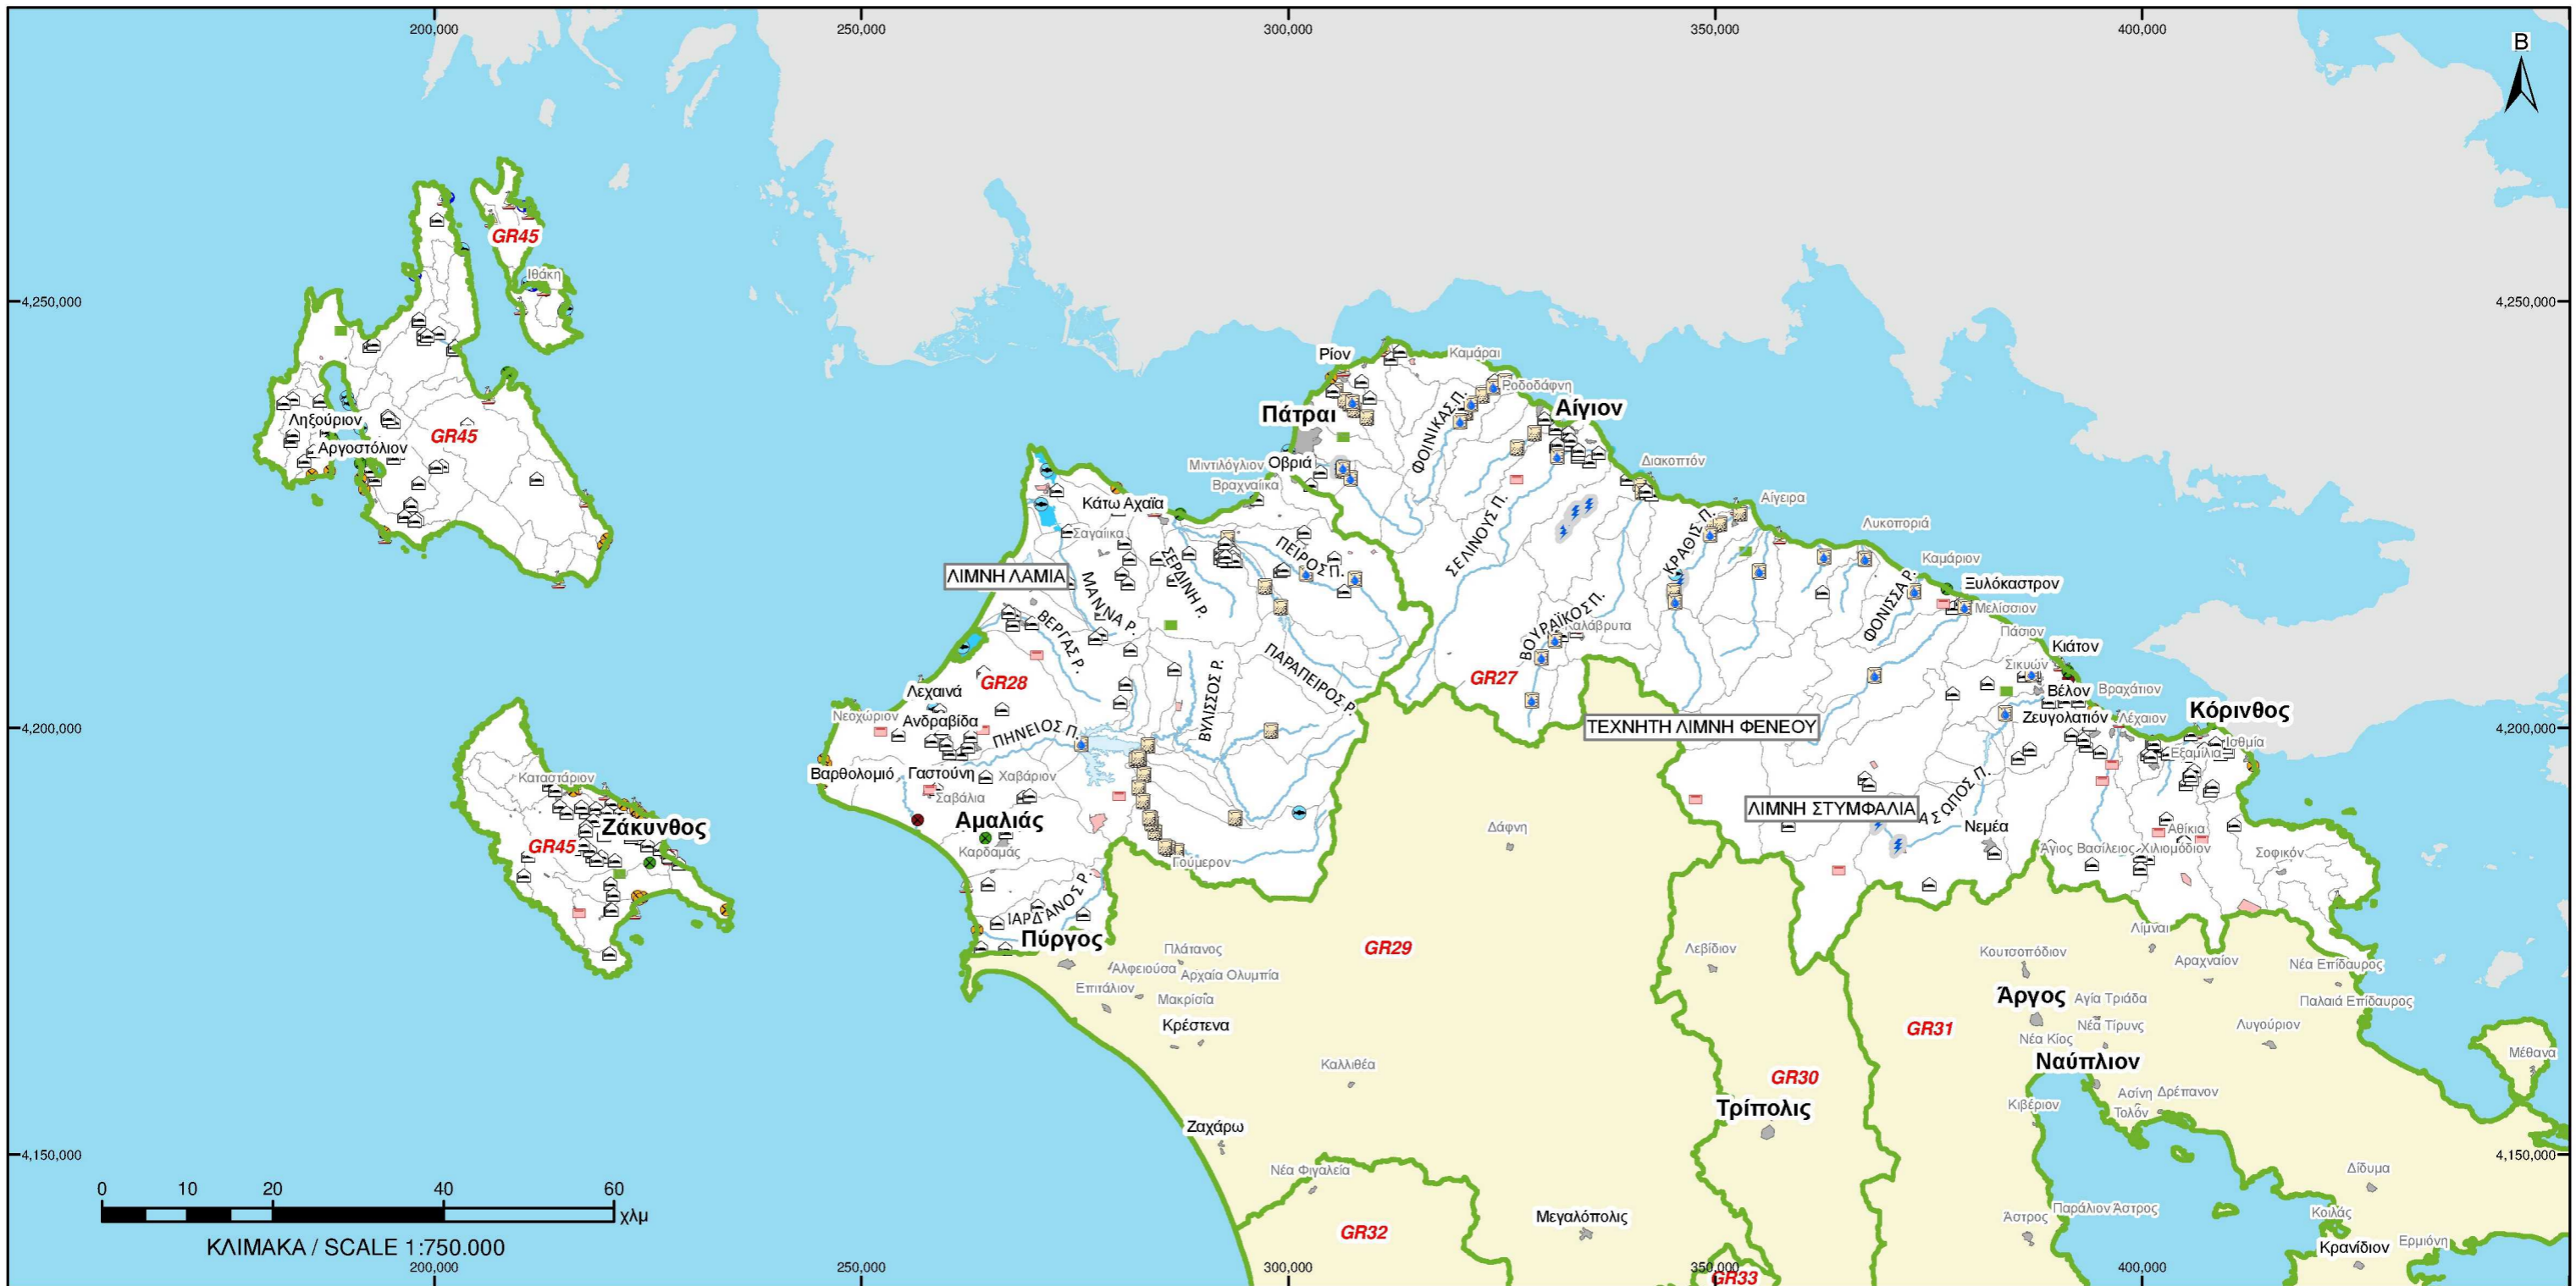 200,000
250,000
300,000
350,000
400,000
Β
GR45
Ιθάκη
4,250,000
4,250,000
Ρίον
Καμάραι
Ροδοδάφνη
Πάτραι
Αίγιον
ΦΟΙΝΙΚΑΣ Π.
Ληξούριον
GR45
Αργοστόλιον
Μιντιλόγλιον
Οβριά
Διακοπτόν
Βραχναίικα
Αίγειρα
Κάτω Αχαΐα
Σαγαίικα
Λυκοποριά
ΣΕΛΙΝΟΥΣ Π.
ΚΡΑΘΙΣ Π.
ΠΕΙΡΟΣ Π.
Καμάριον
ΛΙΜΝΗ ΛΑΜΙΑ
ΜΑΝΝΑ Ρ.
ΣΕΡΔΙΝΗ Ρ.
Ξυλόκαστρον
Μελίσσιον
ΦΟΝΙΣΣΑ Ρ.
ΒΕΡΓΑΣ Ρ.
ΒΟΥΡΑΪΚΟΣ Π.
Καλάβρυτα
Πάσιον
Κιάτον
Σικυών
ΠΑΡΑΠΕΙΡΟΣ Ρ.
GR28
GR27
Λεχαινά
ΒΥΛΙΣΣΟΣ Ρ.
Βέλον
Βραχάτιον
Νεοχώριον
Ανδραβίδα
Ζευγολατιόν
Λέχαιον
Κόρινθος
4,200,000
ΠΗΝΕΙΟΣ Π.
ΤΕΧΝΗΤΗ ΛΙΜΝΗ ΦΕΝΕΟΥ
4,200,000
Ισθμία
Εξαμίλια
Καταστάριον
Βαρθολομιό
Γαστούνη
Χαβάριον
Σαβάλια
ΛΙΜΝΗ ΣΤΥΜΦΑΛΙΑ
ΑΣΩΠΟΣ Π.
Αμαλιάς
Ζάκυνθος
Δάφνη
Νεμέα
Αθίκια
GR45
Καρδαμάς
Γούμερον
Άγιος Βασίλειος
Χιλιομόδιον
Σοφικόν
ΙΑΡΔΑΝΟΣ Ρ.
Πύργος
GR29
Πλάτανος
Λεβίδιον
Λίμναι
Κουτσοπόδιον
Αραχναίον
Νέα Επίδαυρος
Αλφειούσα
Αρχαία Ολυμπία
Επιτάλιον
Μακρίσια
Άργος
Αγία Τριάδα
Παλαιά Επίδαυρος
Κρέστενα
GR31
Νέα Τίρυνς
Λυγούριον
Νέα Κίος
Ναύπλιον
Μέθανα
Καλλιθέα
GR30
Ασίνη
Δρέπανον
Τρίπολις
Κιβέριον
Τολόν
Ζαχάρω
4,150,000
4,150,000
Νέα Φιγαλεία
Δίδυμα
0
10
20
40
60
χλμ
GR32
Μεγαλόπολις
Άστρος
Παράλιον Άστρος
Κοιλάς
ΚΛΙΜΑΚΑ / SCALE 1:750.000
Κρανίδιον
Ερμιόνη
GR33
200,000
250,000
300,000
350,000
400,000